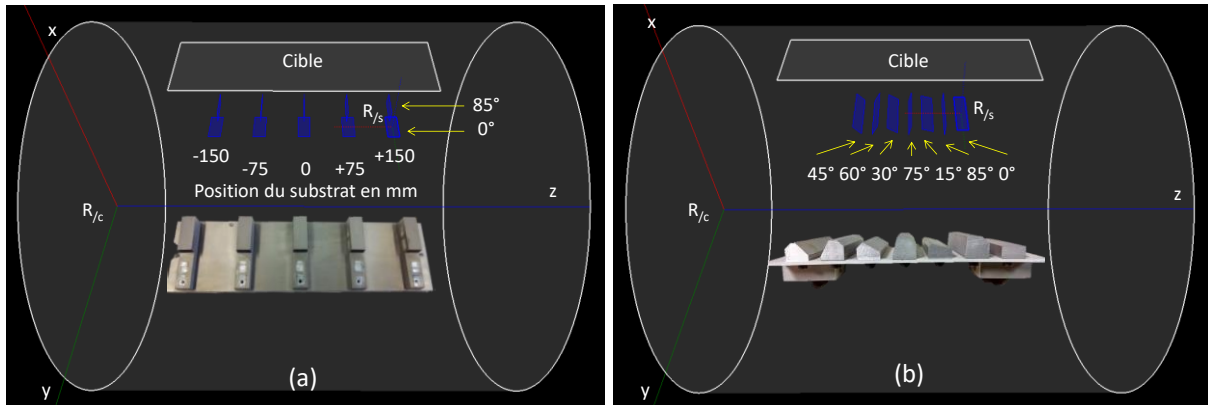 x
Cible
R/s
85°
0°
-150
-75
0
+75
+150
Position du substrat en mm
z
R/c
y
(a)
x
Cible
R/s
45° 60° 30° 75° 15° 85° 0°
z
R/c
y
(b)